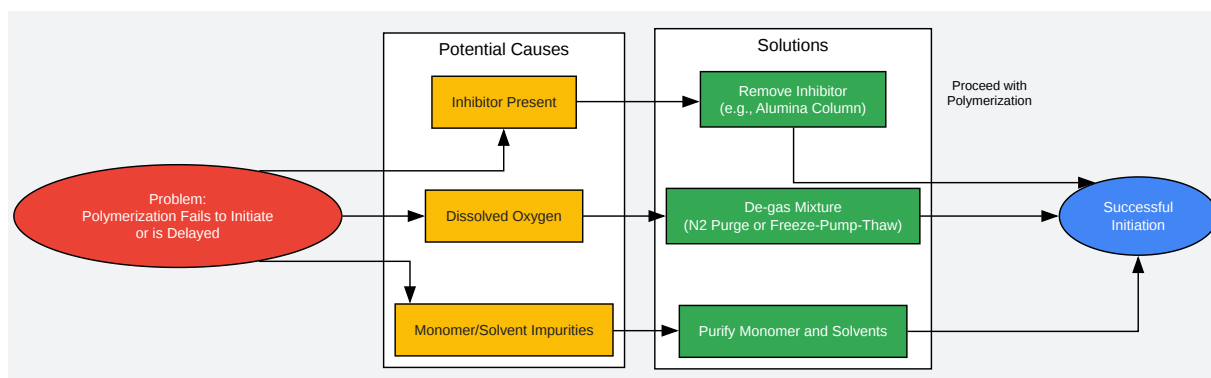 Potential Causes
Solutions
Inhibitor Present
Remove Inhibitor
(e.g., Alumina Column)
Proceed with
Polymerization
Problem:
Polymerization Fails to Initiate
or is Delayed
Dissolved Oxygen
De-gas Mixture
(N2 Purge or Freeze-Pump-Thaw)
Successful
Initiation
Monomer/Solvent Impurities
Purify Monomer and Solvents